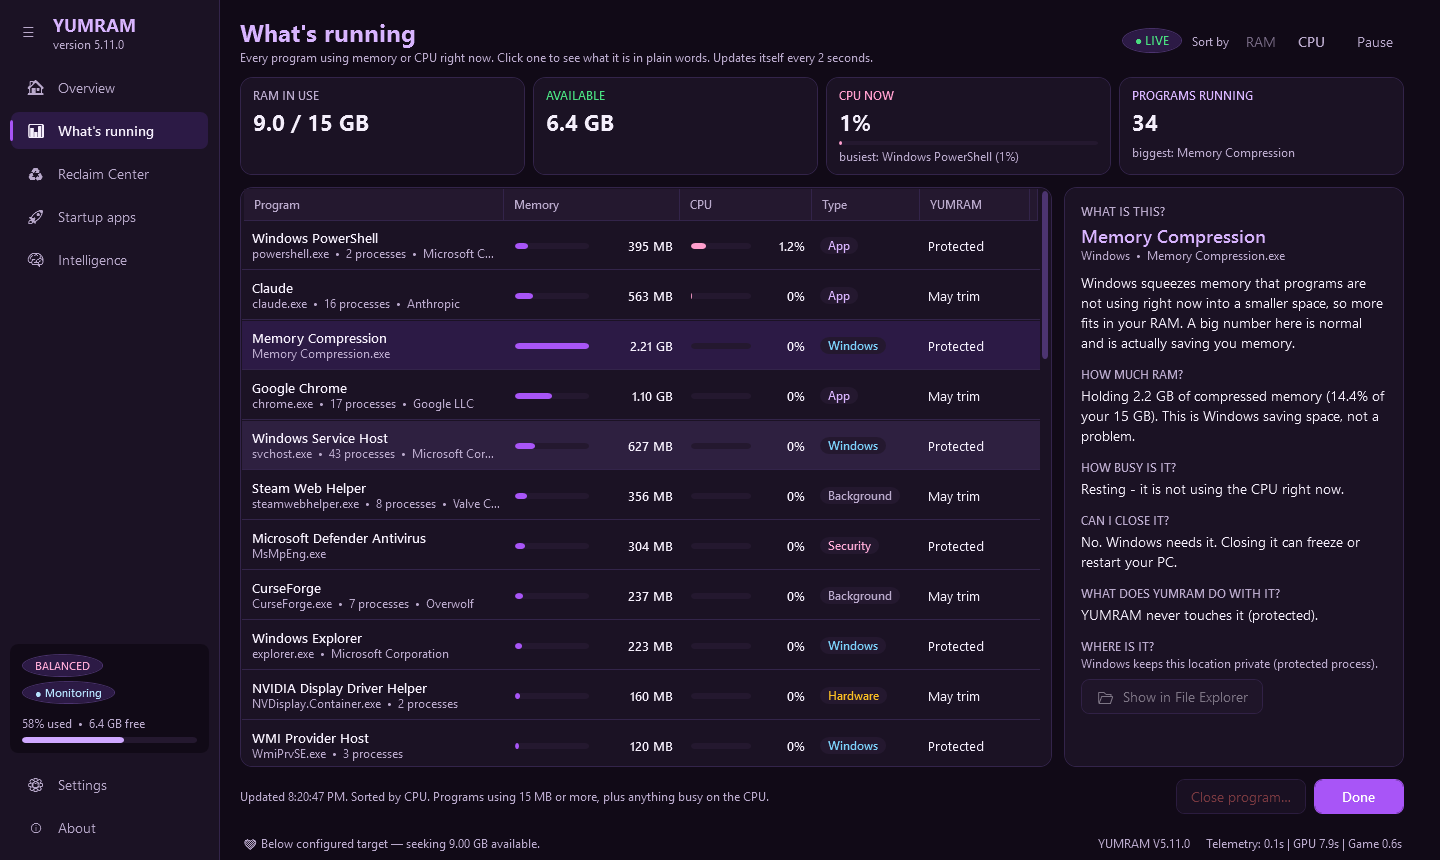 YUMRAM
version 5.11.0
Overview
What's running
Reclaim Center
Startup apps
Intelligence
BALANCED
● Monitoring
58% used • 6.4 GB free
Settings
About
What's running
Every program using memory or CPU right now. Click one to see what it is in plain words. Updates itself every 2 seconds.
● LIVE Sort by RAM CPU Pause
RAM IN USE
9.0 / 15 GB
AVAILABLE
6.4 GB
CPU NOW
1%
busiest: Windows PowerShell (1%)
PROGRAMS RUNNING
34
biggest: Memory Compression
Program Memory CPU Type YUMRAM
Windows PowerShell
powershell.exe • 2 processes • Microsoft C...
395 MB 1.2% App Protected
Claude
claude.exe • 16 processes • Anthropic
563 MB 0% App May trim
Memory Compression
Memory Compression.exe
2.21 GB 0% Windows Protected
Google Chrome
chrome.exe • 17 processes • Google LLC
1.10 GB 0% App May trim
Windows Service Host
svchost.exe • 43 processes • Microsoft Cor...
627 MB 0% Windows Protected
Steam Web Helper
steamwebhelper.exe • 8 processes • Valve C...
356 MB 0% Background May trim
Microsoft Defender Antivirus
MsMpEng.exe
304 MB 0% Security Protected
CurseForge
CurseForge.exe • 7 processes • Overwolf
237 MB 0% Background May trim
Windows Explorer
explorer.exe • Microsoft Corporation
223 MB 0% Windows Protected
NVIDIA Display Driver Helper
NVDisplay.Container.exe • 2 processes
160 MB 0% Hardware May trim
WMI Provider Host
WmiPrvSE.exe • 3 processes
120 MB 0% Windows Protected
WHAT IS THIS?
Memory Compression
Windows • Memory Compression.exe
Windows squeezes memory that programs are
not using right now into a smaller space, so more
fits in your RAM. A big number here is normal
and is actually saving you memory.
HOW MUCH RAM?
Holding 2.2 GB of compressed memory (14.4% of
your 15 GB). This is Windows saving space, not a
problem.
HOW BUSY IS IT?
Resting - it is not using the CPU right now.
CAN I CLOSE IT?
No. Windows needs it. Closing it can freeze or
restart your PC.
WHAT DOES YUMRAM DO WITH IT?
YUMRAM never touches it (protected).
WHERE IS IT?
Windows keeps this location private (protected process).
Show in File Explorer
Updated 8:20:47 PM. Sorted by CPU. Programs using 15 MB or more, plus anything busy on the CPU.
Close program... Done
Below configured target — seeking 9.00 GB available.
YUMRAM V5.11.0 Telemetry: 0.1s | GPU 7.9s | Game 0.6s